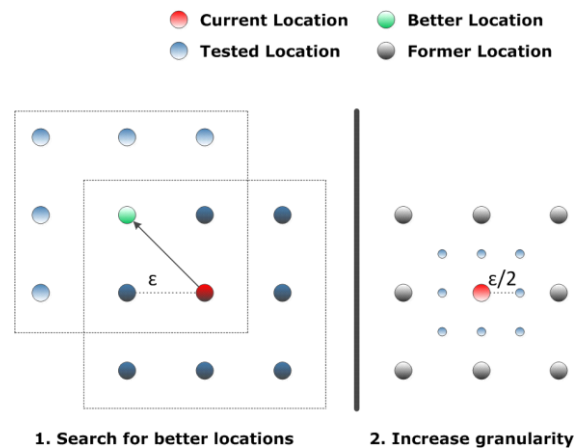 Current Location Better Location
Tested Location Former Location
ε
ε/2
1. Search for better locations 2. Increase granularity